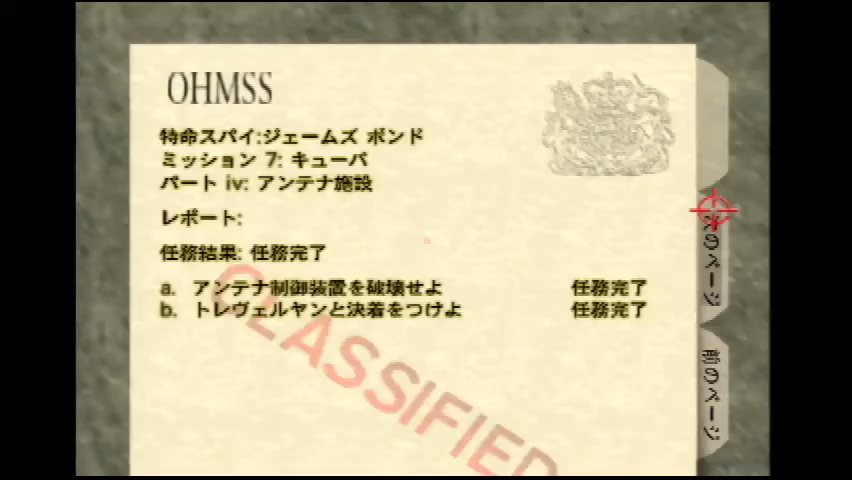 OHMSS
特命スパイ:ジェームズ ボンド
ミッション 7: キューバ
パート iv: アンテナ施設
レポート:
任務結果: 任務完了
a. アンテナ制御装置を破壊せよ 任務完了
b. トレヴェルヤンと決着をつけよ 任務完了
CLASSIFIED
次のページ
前のページ